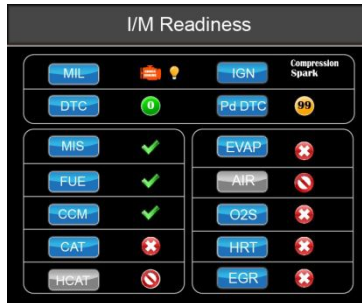 I/M Readiness
MIL
IGN
Compression
Spark
DTC
0
Pd DTC
99
MIS
EVAP
FUE
AIR
CCM
O2S
CAT
HRT
HCAT
EGR